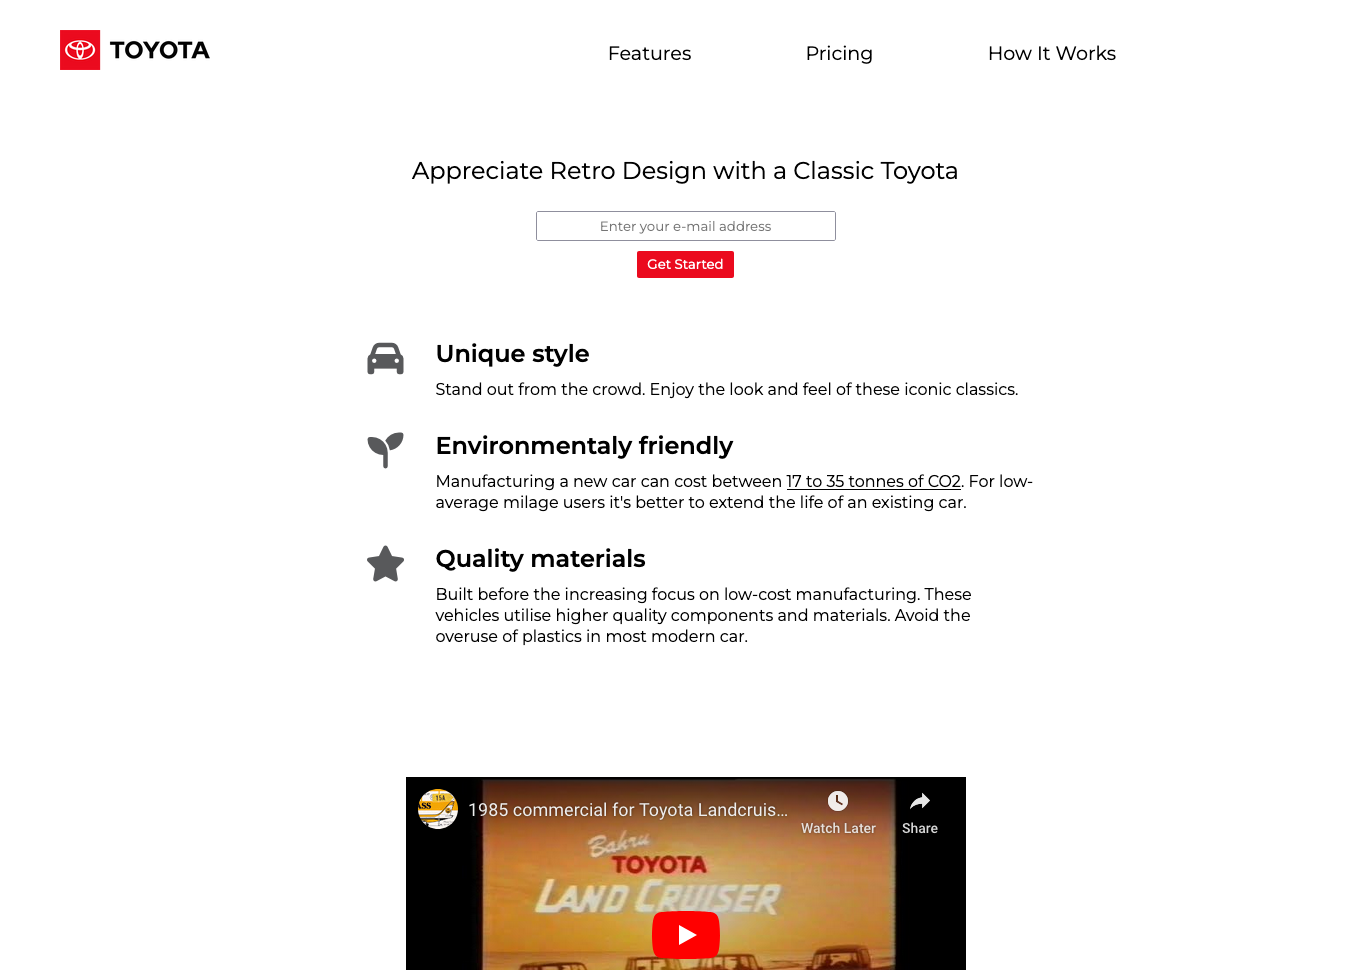 TOYOTA
Features
Pricing
How It Works
Appreciate Retro Design with a Classic Toyota
Enter your e-mail address
Get Started
Unique style
Stand out from the crowd. Enjoy the look and feel of these iconic classics.
Environmentaly friendly
Manufacturing a new car can cost between 17 to 35 tonnes of CO2. For low-
average milage users it's better to extend the life of an existing car.
Quality materials
Built before the increasing focus on low-cost manufacturing. These
vehicles utilise higher quality components and materials. Avoid the
overuse of plastics in most modern car.
1985 commercial for Toyota Landcruis...
Watch Later
Share
Bahru
TOYOTA
LAND CRUISER